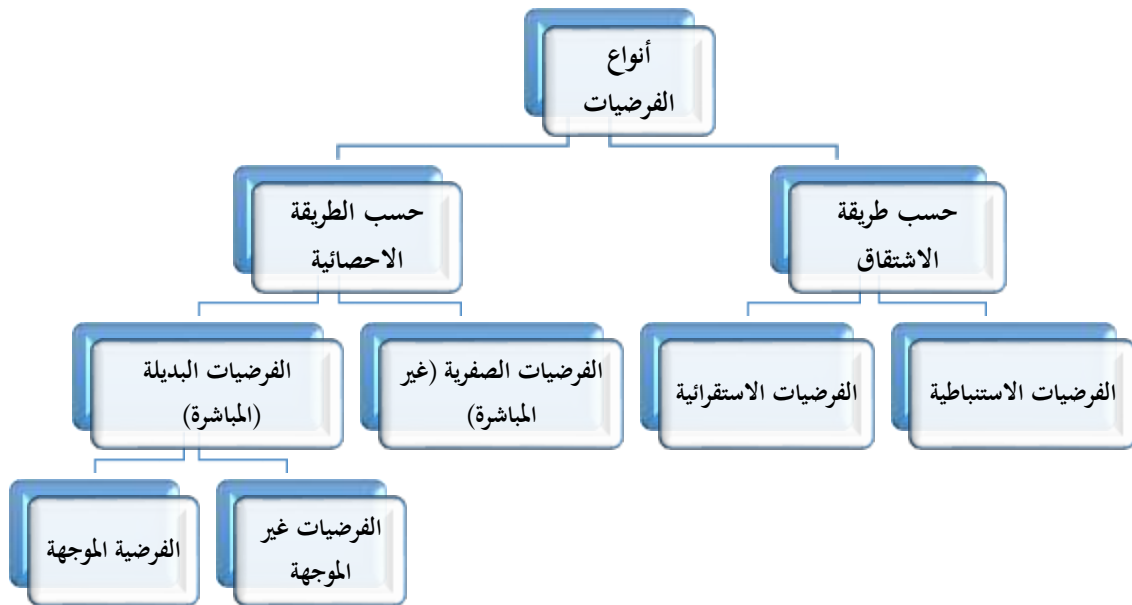 أنواع
الفرضيات
حسب طريقة
الاشتقاق
حسب الطريقة
الاحصائية
الفرضيات الاستنباطية
الفرضيات الاستقرائية
الفرضيات الصفرية (غير
المباشرة)
الفرضيات البديلة
(المباشرة)
الفرضيات غير
الموجهة
الفرضية الموجهة